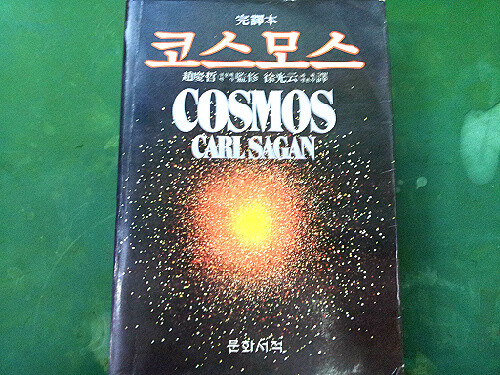 完譯本
코스모스
趙慶哲 監修 徐光云 譯
COSMOS
CARL SAGAN
문화서적